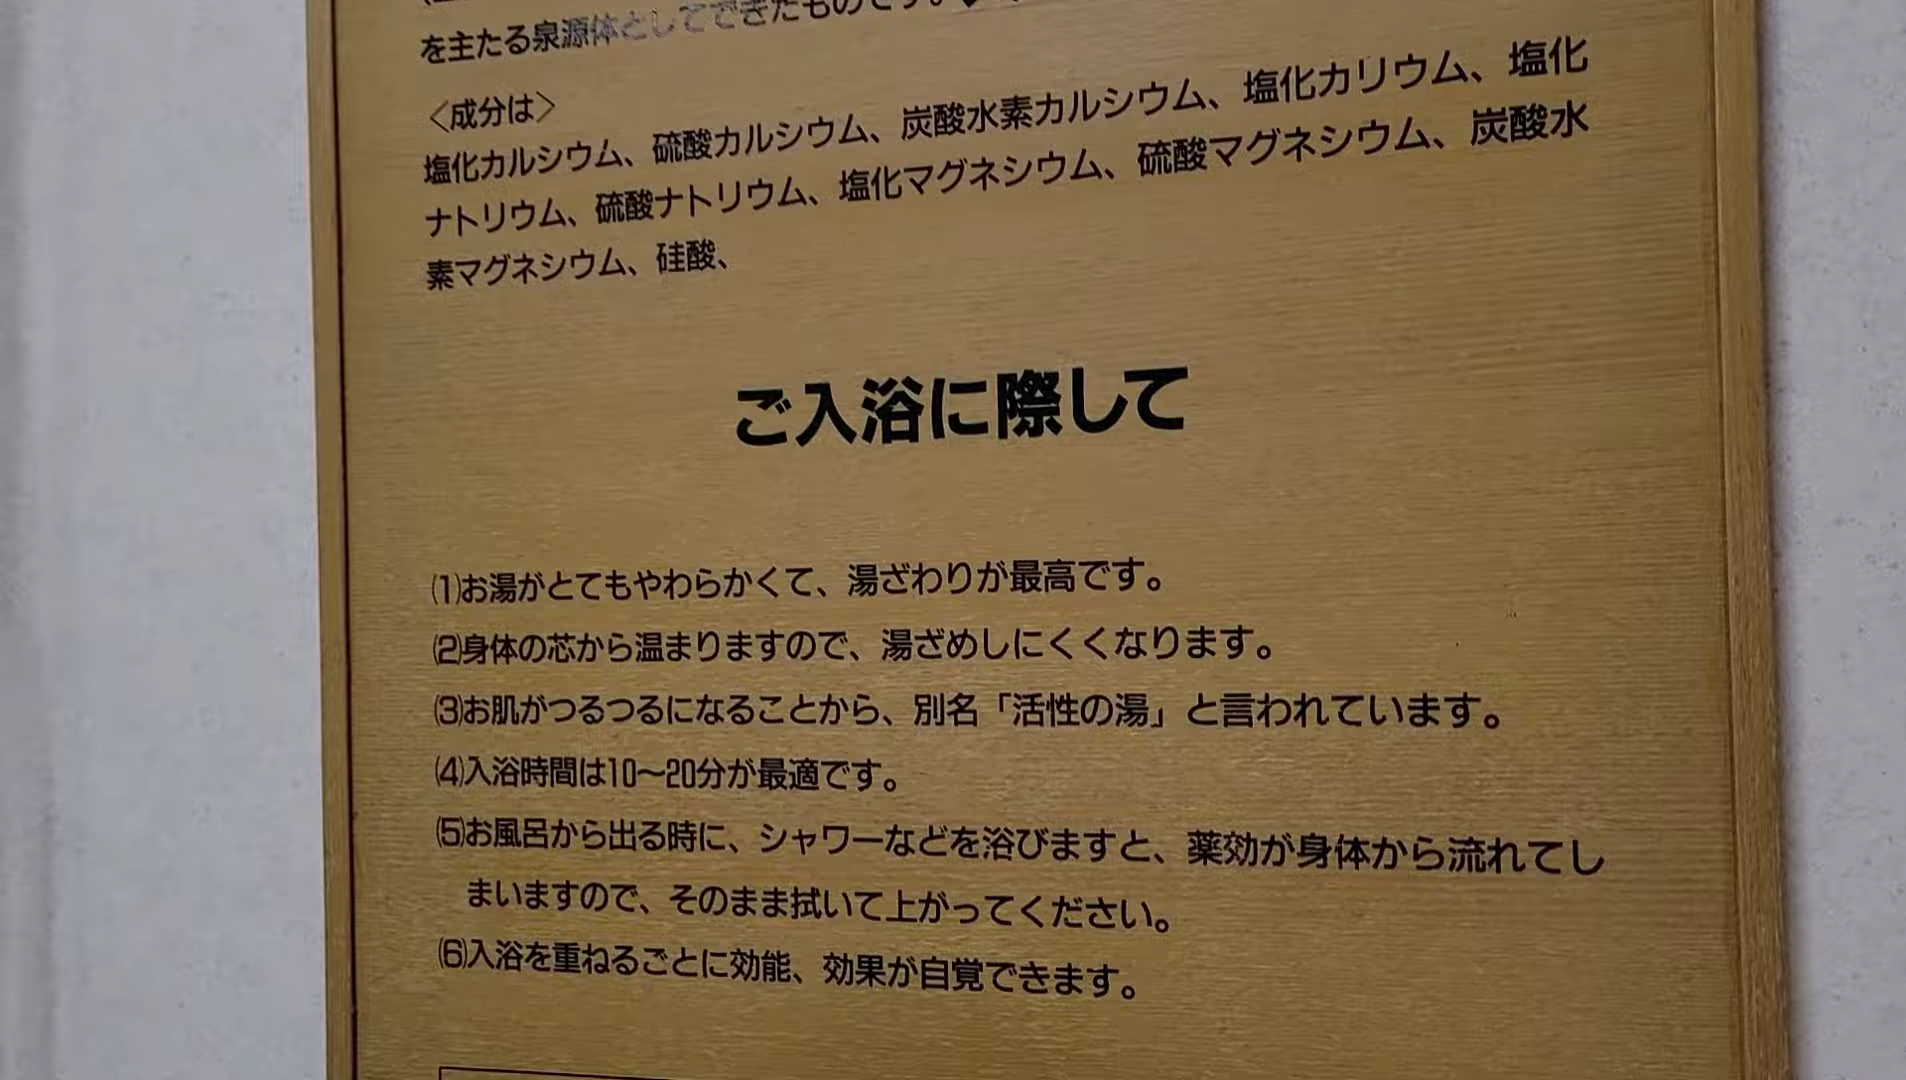 を主たる泉源体としてできたものです。
〈成分は〉
塩化カルシウム、硫酸カルシウム、炭酸水素カルシウム、塩化カリウム、塩化
ナトリウム、硫酸ナトリウム、塩化マグネシウム、硫酸マグネシウム、炭酸水
素マグネシウム、硅酸、
ご入浴に際して
⑴お湯がとてもやわらかくて、湯ざわりが最高です。
⑵身体の芯から温まりますので、湯ざめしにくくなります。
⑶お肌がつるつるになることから、別名「活性の湯」と言われています。
⑷入浴時間は10〜20分が最適です。
⑸お風呂から出る時に、シャワーなどを浴びますと、薬効が身体から流れてし
まいますので、そのまま拭いて上がってください。
⑹入浴を重ねるごとに効能、効果が自覚できます。